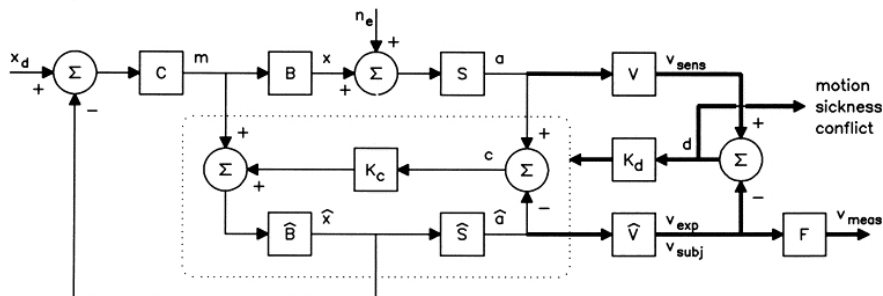 n_e
x_d + Σ − C m B x + + Σ S a V v_sens
motion
sickness
conflict
+ Σ + K_c c + Σ − K_d d + Σ −
B̂ x̂ Ŝ â V̂ v_exp F v_meas
v_subj